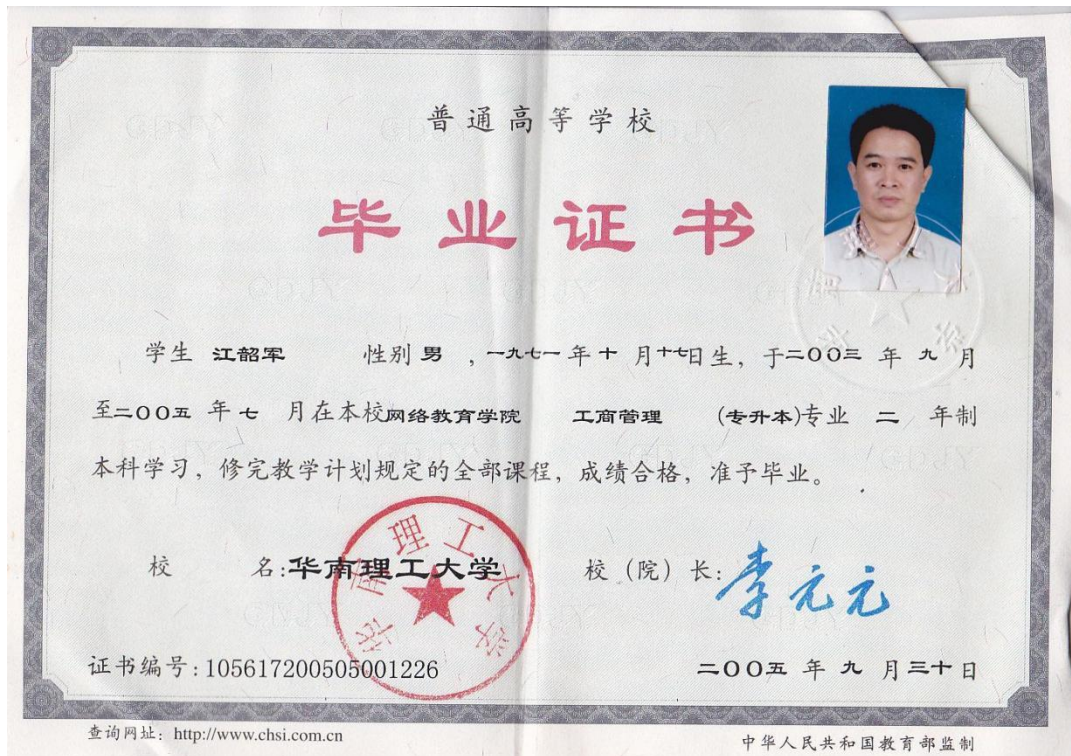 普通高等学校
毕业证书
学生 江韶军 性别 男 ，一九七一 年 十 月 十七日生，于二〇〇三 年 九 月
至二〇〇五 年 七 月在本校网络教育学院 工商管理 (专升本)专业 二 年制
本科学习，修完教学计划规定的全部课程，成绩合格，准予毕业。
校 名:华南理工大学 校（院）长: 李元元
华南理工大学
证书编号:105617200505001226 二〇〇五 年 九 月三十日
查询网址：http://www.chsi.com.cn 中华人民共和国教育部监制